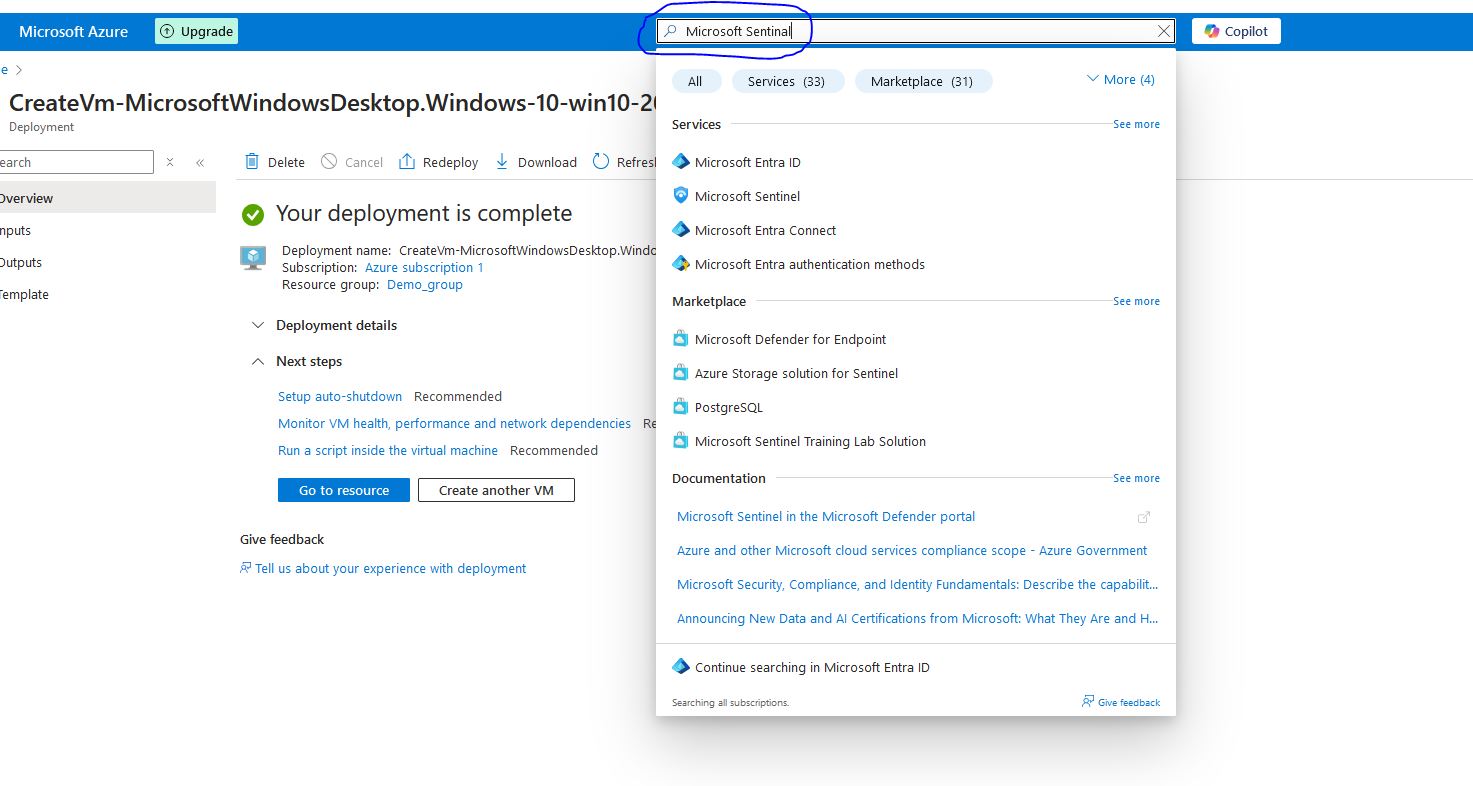 Microsoft Azure
Upgrade
Microsoft Sentinal
Copilot
e
CreateVm-MicrosoftWindowsDesktop.Windows-10-win10-20
Deployment
earch
Overview
nputs
Outputs
Template
Delete
Cancel
Redeploy
Download
Refresh
Your deployment is complete
Deployment name: CreateVm-MicrosoftWindowsDesktop.Windo
Subscription: Azure subscription 1
Resource group: Demo_group
Deployment details
Next steps
Setup auto-shutdown Recommended
Monitor VM health, performance and network dependencies Re
Run a script inside the virtual machine Recommended
Go to resource
Create another VM
Give feedback
Tell us about your experience with deployment
All
Services (33)
Marketplace (31)
More (4)
Services
See more
Microsoft Entra ID
Microsoft Sentinel
Microsoft Entra Connect
Microsoft Entra authentication methods
Marketplace
See more
Microsoft Defender for Endpoint
Azure Storage solution for Sentinel
PostgreSQL
Microsoft Sentinel Training Lab Solution
Documentation
See more
Microsoft Sentinel in the Microsoft Defender portal
Azure and other Microsoft cloud services compliance scope - Azure Government
Microsoft Security, Compliance, and Identity Fundamentals: Describe the capabilit...
Announcing New Data and AI Certifications from Microsoft: What They Are and H...
Continue searching in Microsoft Entra ID
Searching all subscriptions.
Give feedback